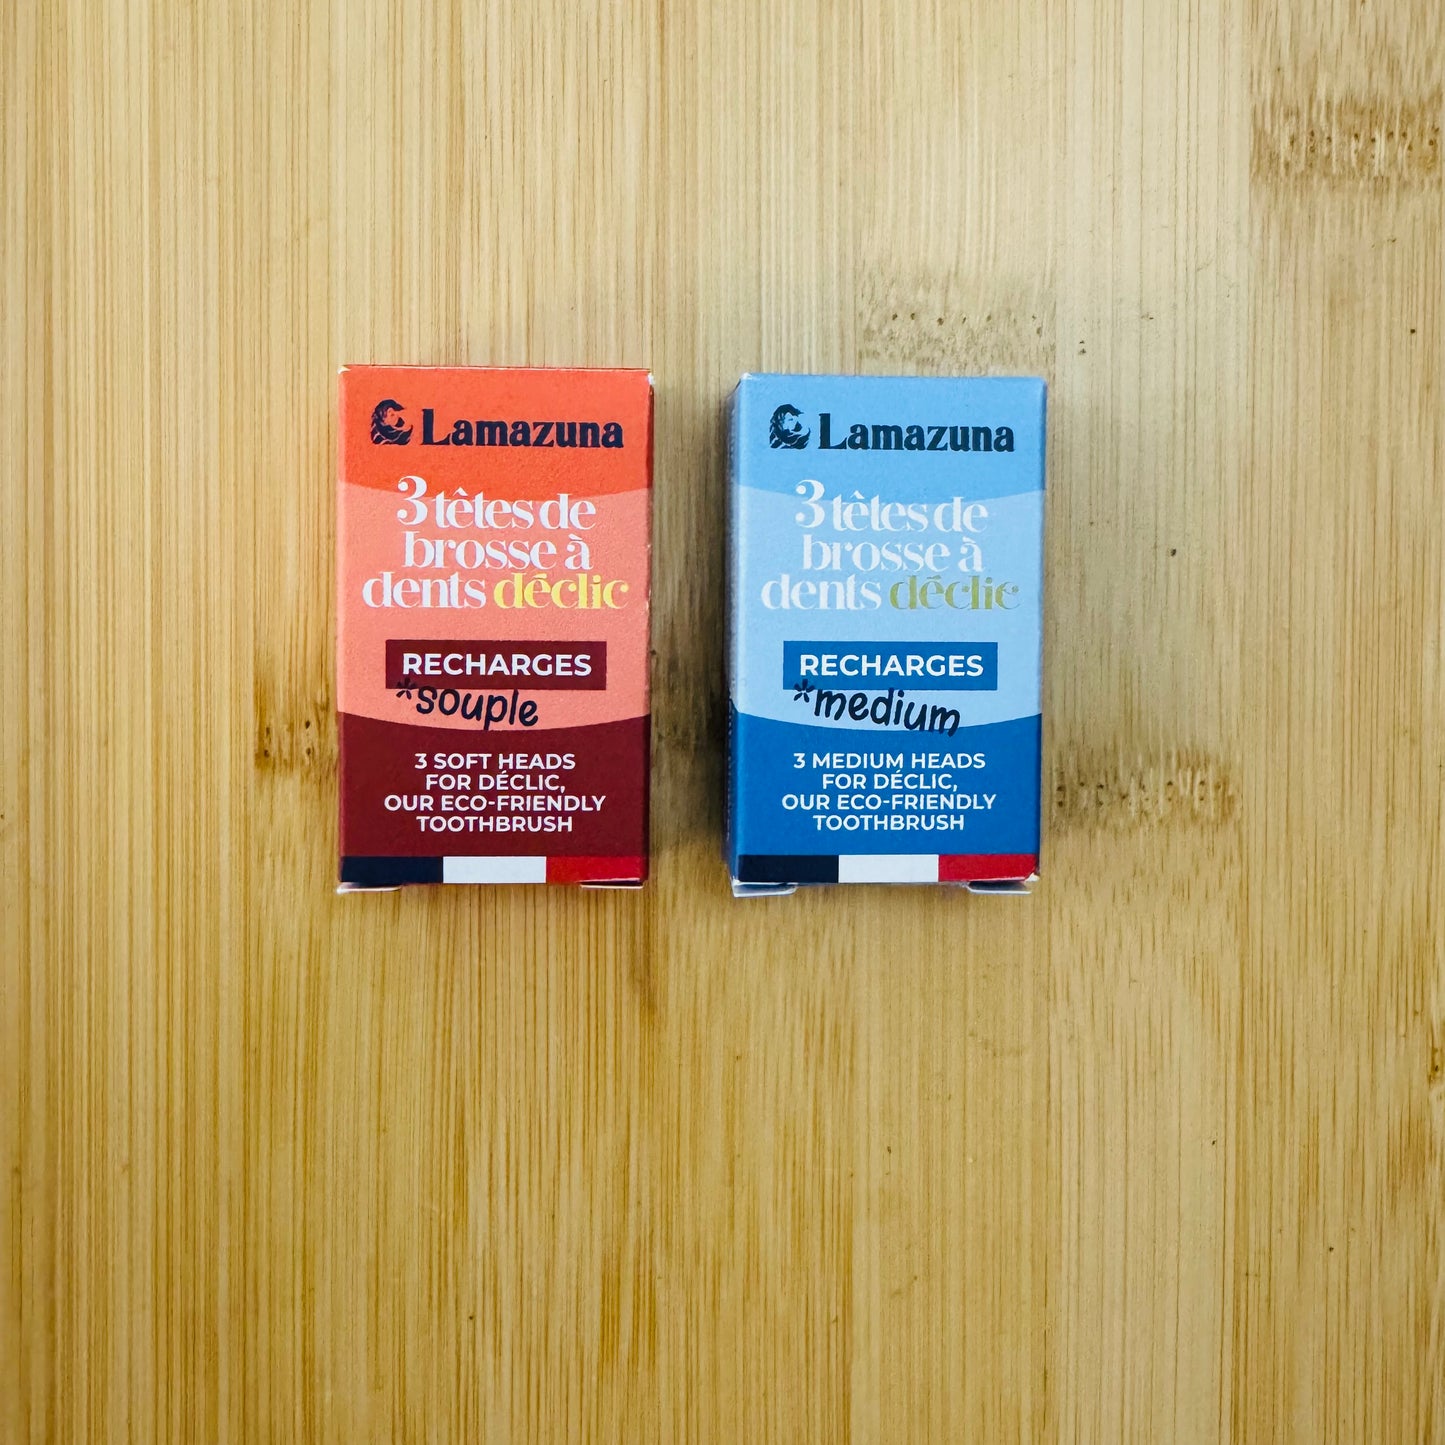 Lamazuna
3 têtes de
brosse à
dents déclic
RECHARGES
*souple
3 SOFT HEADS
FOR DÉCLIC,
OUR ECO-FRIENDLY
TOOTHBRUSH
Lamazuna
3 têtes de
brosse à
dents déclic
RECHARGES
*medium
3 MEDIUM HEADS
FOR DÉCLIC,
OUR ECO-FRIENDLY
TOOTHBRUSH